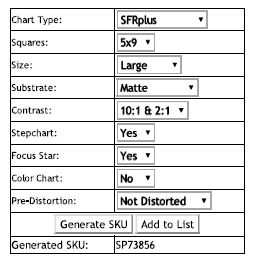 Chart Type: SFRplus
Squares: 5x9
Size: Large
Substrate: Matte
Contrast: 10:1 & 2:1
Stepchart: Yes
Focus Star: Yes
Color Chart: No
Pre-Distortion: Not Distorted
Generate SKU Add to List
Generated SKU: SP73856